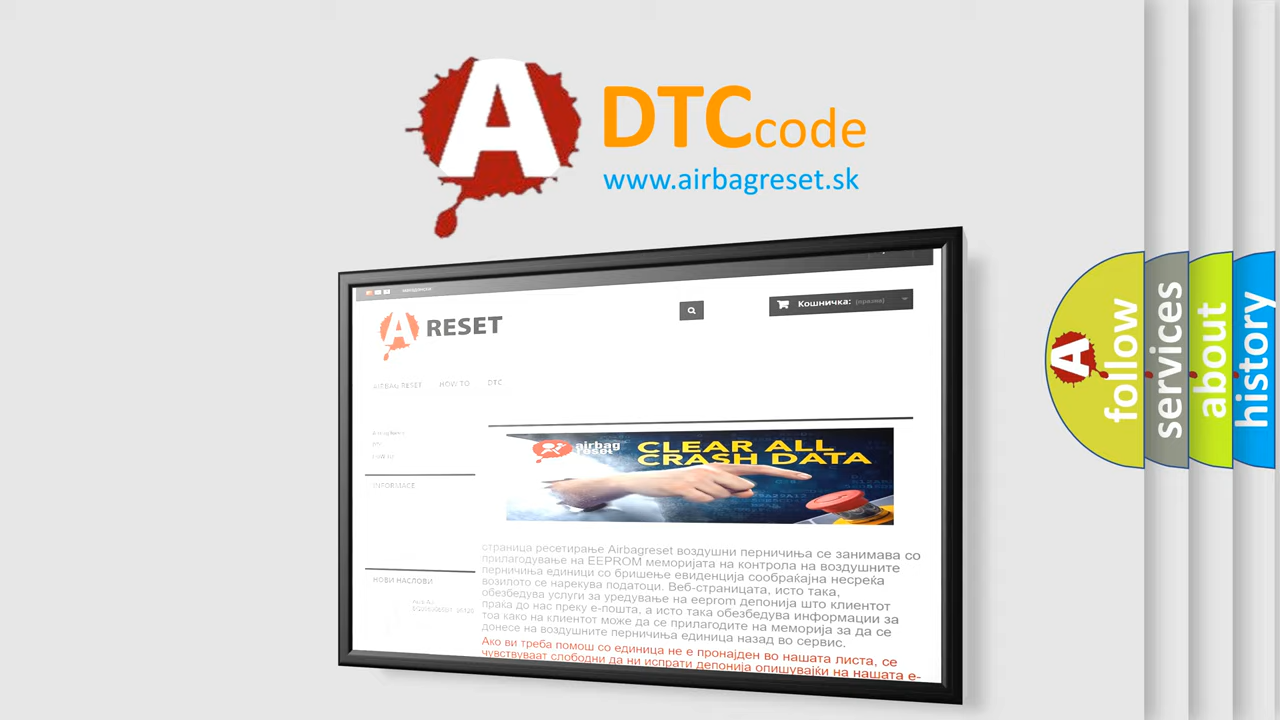 A
DTC code
www.airbagreset.sk
A RESET
Кошничка: (празни)
AIRBAG RESET HOW TO DTC
INFORMACE
НОВИ НАСЛОВИ
airbag reset
CLEAR ALL
CRASH DATA
страница ресетирање Airbagreset воздушни перничиња се занимава со
прилагодување на EEPROM меморијата на контрола на воздушните
перничиња единици со бришење евиденција сообраќајна несреќа
возилото се нарекува податоци. Веб-страницата, исто така,
обезбедува услуги за уредување на eeprom депонија што клиентот
праќа до нас преку е-пошта, а исто така обезбедува информации за
тоа како на клиентот може да се прилагодите на меморија за да се
донесе на воздушните перничиња единица назад во сервис.
Ако ви треба помош со единица не е пронајден во нашата листа, се
чувствуваат слободни да ни испрати депонија опишувајќи на нашата е-
A
follow
services
about
history